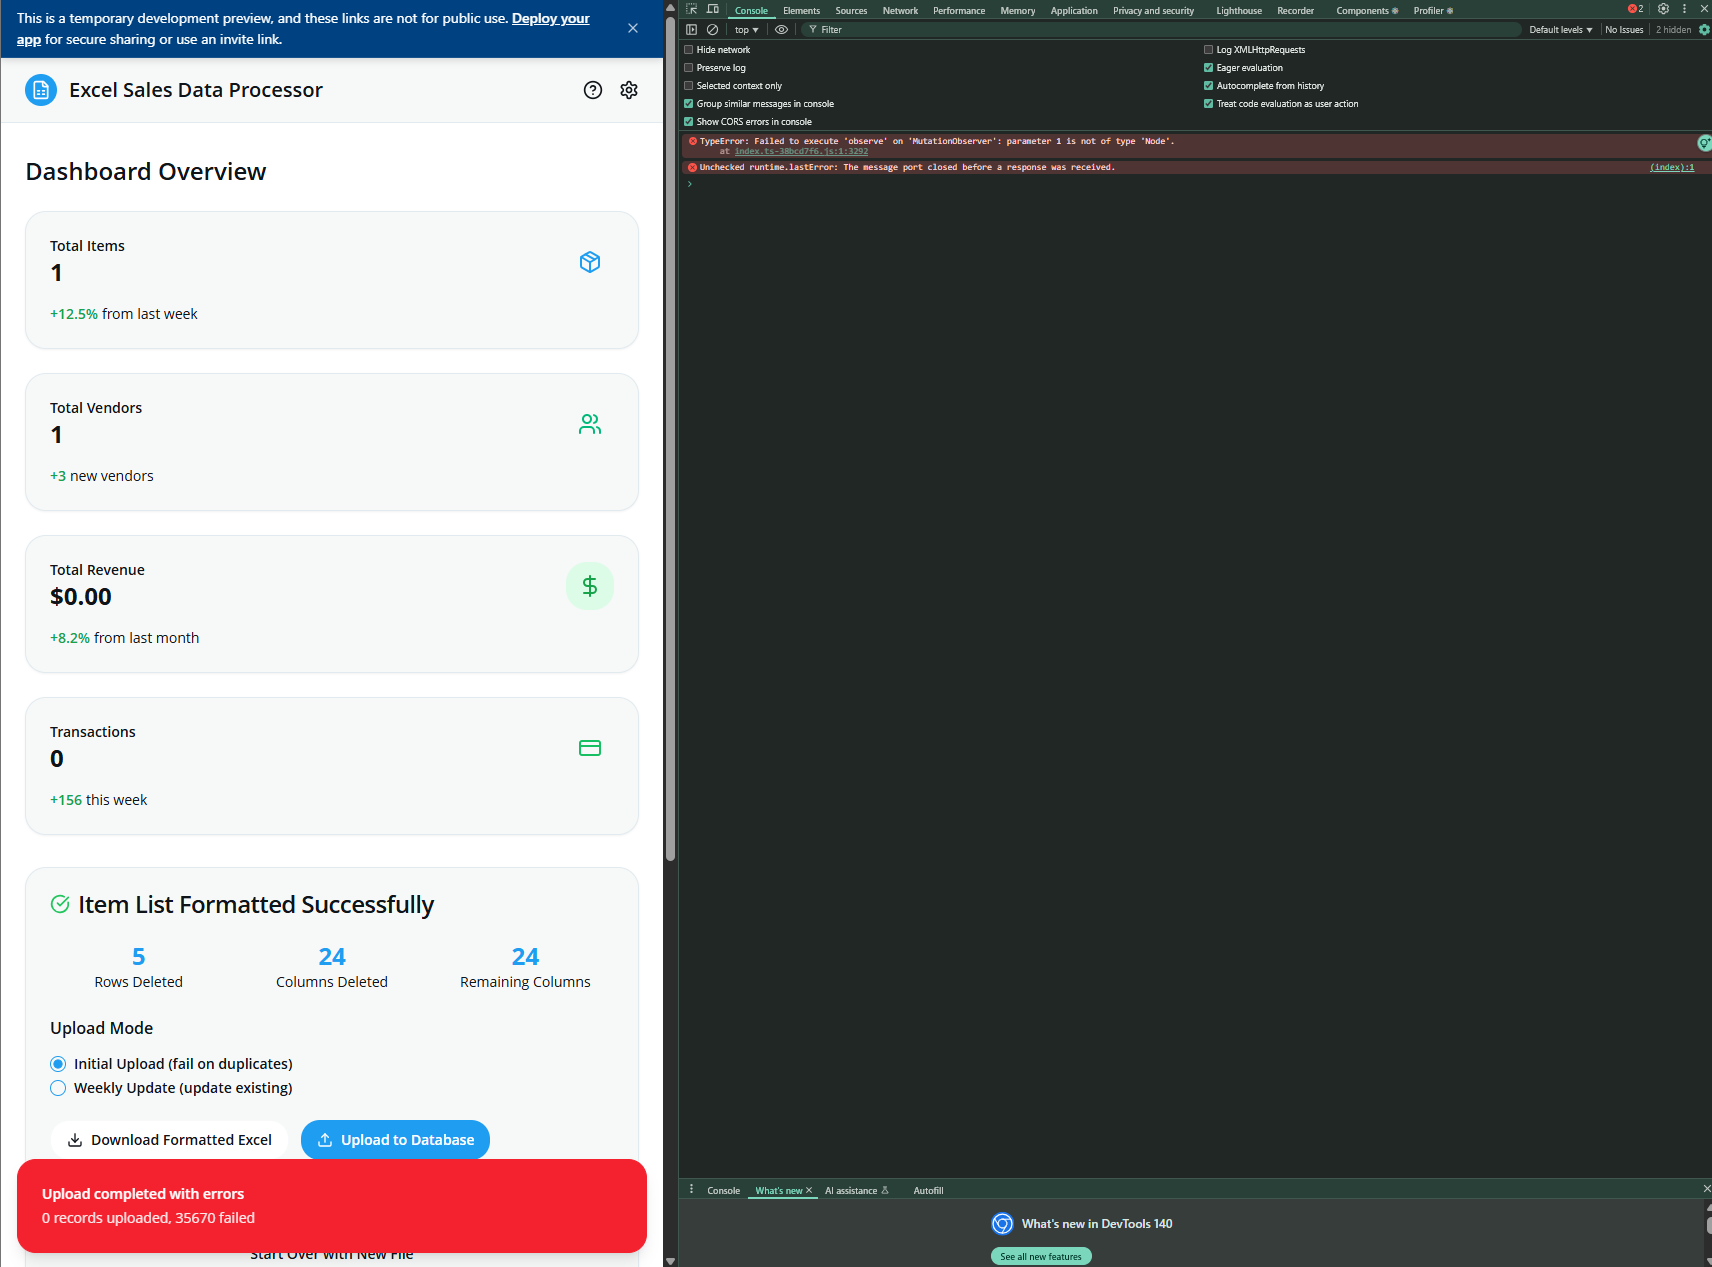 This is a temporary development preview, and these links are not for public use. Deploy your
app for secure sharing or use an invite link.
Excel Sales Data Processor
Dashboard Overview
Total Items
1
+12.5% from last week
Total Vendors
1
+3 new vendors
Total Revenue
$0.00
+8.2% from last month
Transactions
0
+156 this week
Item List Formatted Successfully
5 24 24
Rows Deleted Columns Deleted Remaining Columns
Upload Mode
Initial Upload (fail on duplicates)
Weekly Update (update existing)
Download Formatted Excel Upload to Database
Upload completed with errors
0 records uploaded, 35670 failed
Start Over with New File
Console Elements Sources Network Performance Memory Application Privacy and security Lighthouse Recorder Components Profiler 2
top Filter Default levels No Issues 2 hidden
Hide network Log XMLHttpRequests
Preserve log Eager evaluation
Selected context only Autocomplete from history
Group similar messages in console Treat code evaluation as user action
Show CORS errors in console
TypeError: Failed to execute 'observe' on 'MutationObserver': parameter 1 is not of type 'Node'.
at index.ts-38bcd7f6.js:1:3292
Unchecked runtime.lastError: The message port closed before a response was received. (index):1
Console What's new AI assistance Autofill
What's new in DevTools 140
See all new features